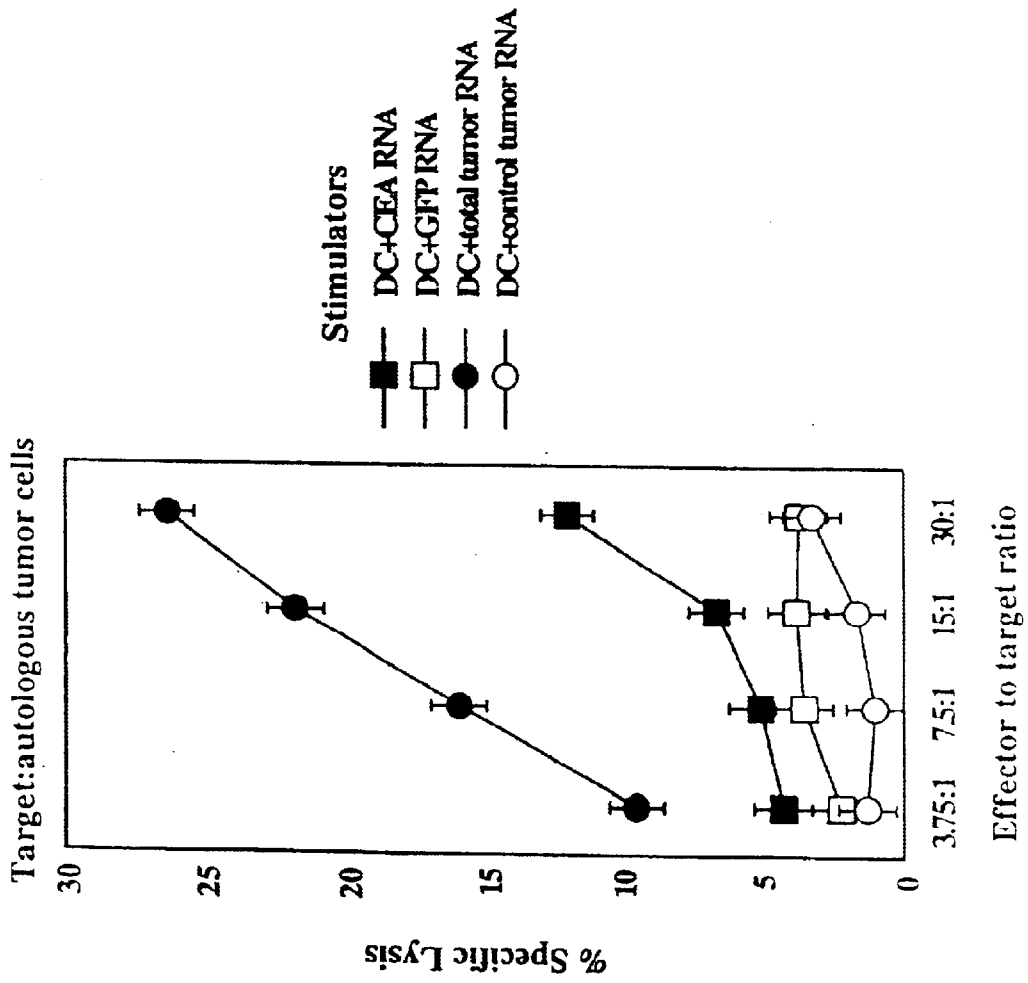 Target:autologous tumor cells
% Specific Lysis
30
25
20
15
10
5
0
3.75:1
7.5:1
15:1
30:1
Effector to target ratio
Stimulators
DC+CEA RNA
DC+GFP RNA
DC+total tumor RNA
DC+control tumor RNA